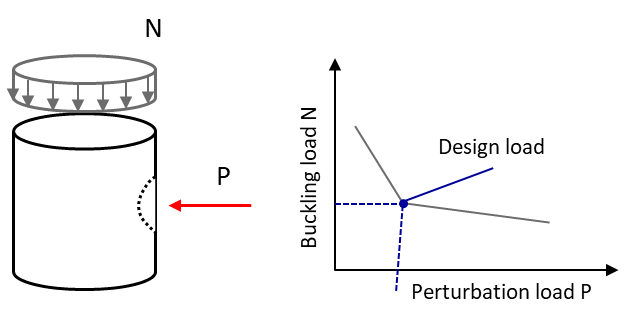 N
P
Buckling load N
Design load
Perturbation load P